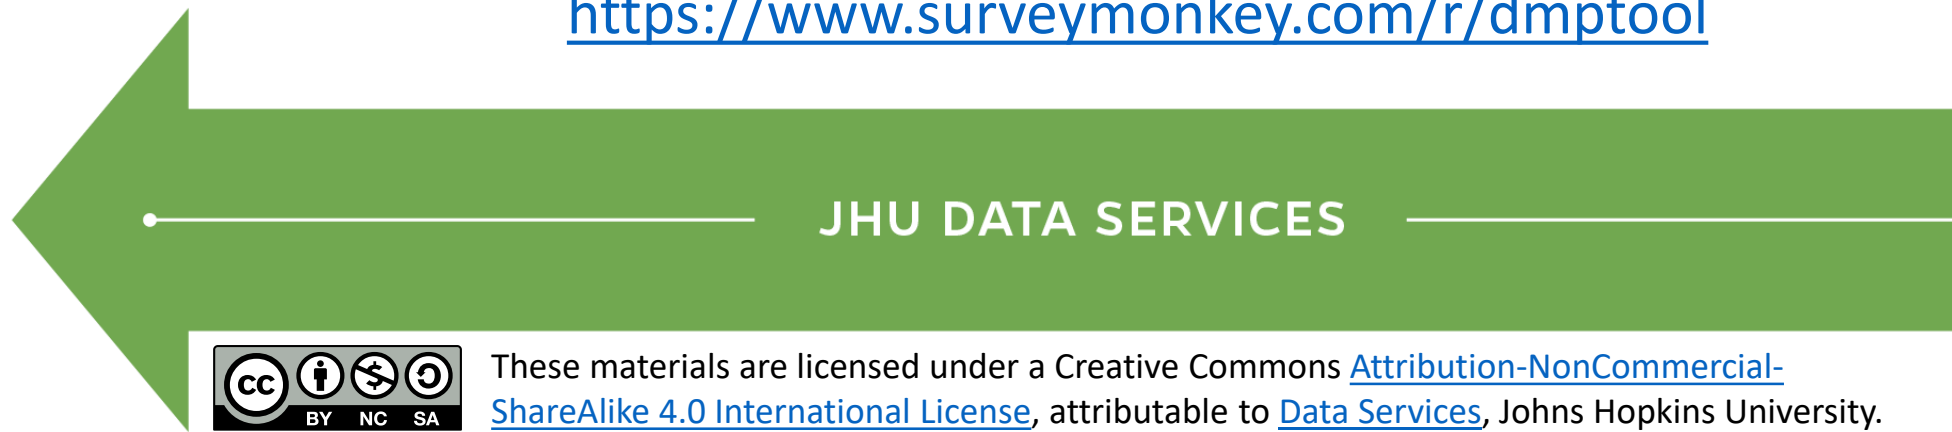 https://www.surveymonkey.com/r/dmptool
JHU DATA SERVICES
These materials are licensed under a Creative Commons Attribution-NonCommercial-
cc BY NC SA ShareAlike 4.0 International License, attributable to Data Services, Johns Hopkins University.